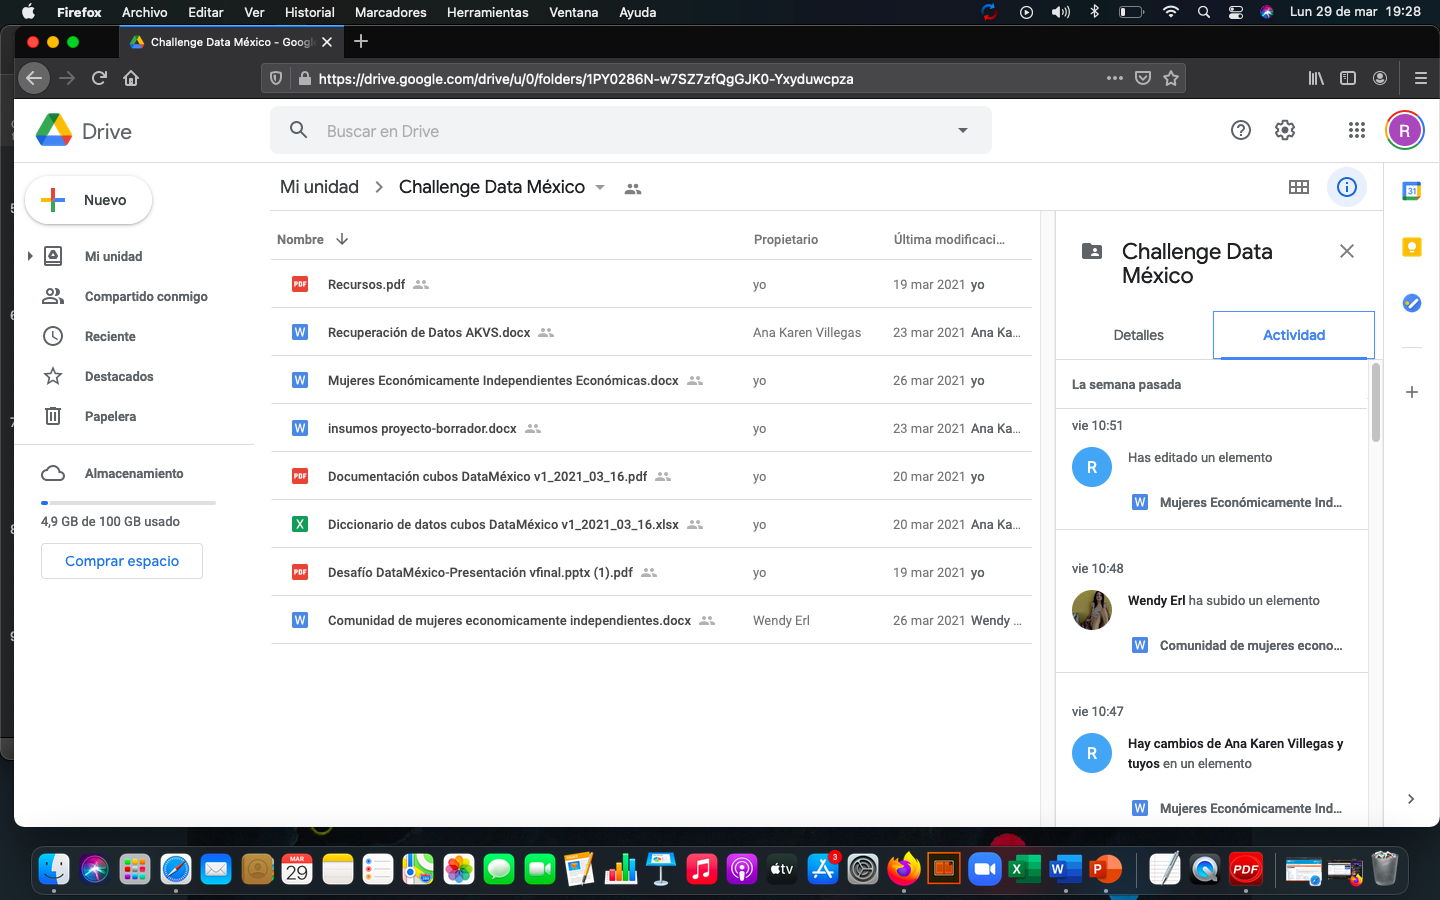 Firefox Archivo Editar Ver Historial Marcadores Herramientas Ventana Ayuda Lun 29 de mar 19:28
Challenge Data México - Googl
https://drive.google.com/drive/u/0/folders/1PY0286N-w7SZ7zfQgGJK0-Yxyduwcpza
Drive
Buscar en Drive
R
Nuevo
Mi unidad
Compartido conmigo
Reciente
Destacados
Papelera
Almacenamiento
4,9 GB de 100 GB usado
Comprar espacio
Mi unidad > Challenge Data México
Nombre Propietario Última modificaci...
Recursos.pdf yo 19 mar 2021 yo
Recuperación de Datos AKVS.docx Ana Karen Villegas 23 mar 2021 Ana Ka...
Mujeres Económicamente Independientes Económicas.docx yo 26 mar 2021 yo
insumos proyecto-borrador.docx yo 23 mar 2021 Ana Ka...
Documentación cubos DataMéxico v1_2021_03_16.pdf yo 20 mar 2021 yo
Diccionario de datos cubos DataMéxico v1_2021_03_16.xlsx yo 20 mar 2021 Ana Ka...
Desafío DataMéxico-Presentación vfinal.pptx (1).pdf yo 19 mar 2021 yo
Comunidad de mujeres economicamente independientes.docx Wendy Erl 26 mar 2021 Wendy ...
Challenge Data
México
Detalles Actividad
La semana pasada
vie 10:51
R
Has editado un elemento
W Mujeres Económicamente Ind...
vie 10:48
Wendy Erl ha subido un elemento
W Comunidad de mujeres econo...
vie 10:47
R
Hay cambios de Ana Karen Villegas y
tuyos en un elemento
W Mujeres Económicamente Ind...
31
MAR
29
tv
3
X
W
P
PDF